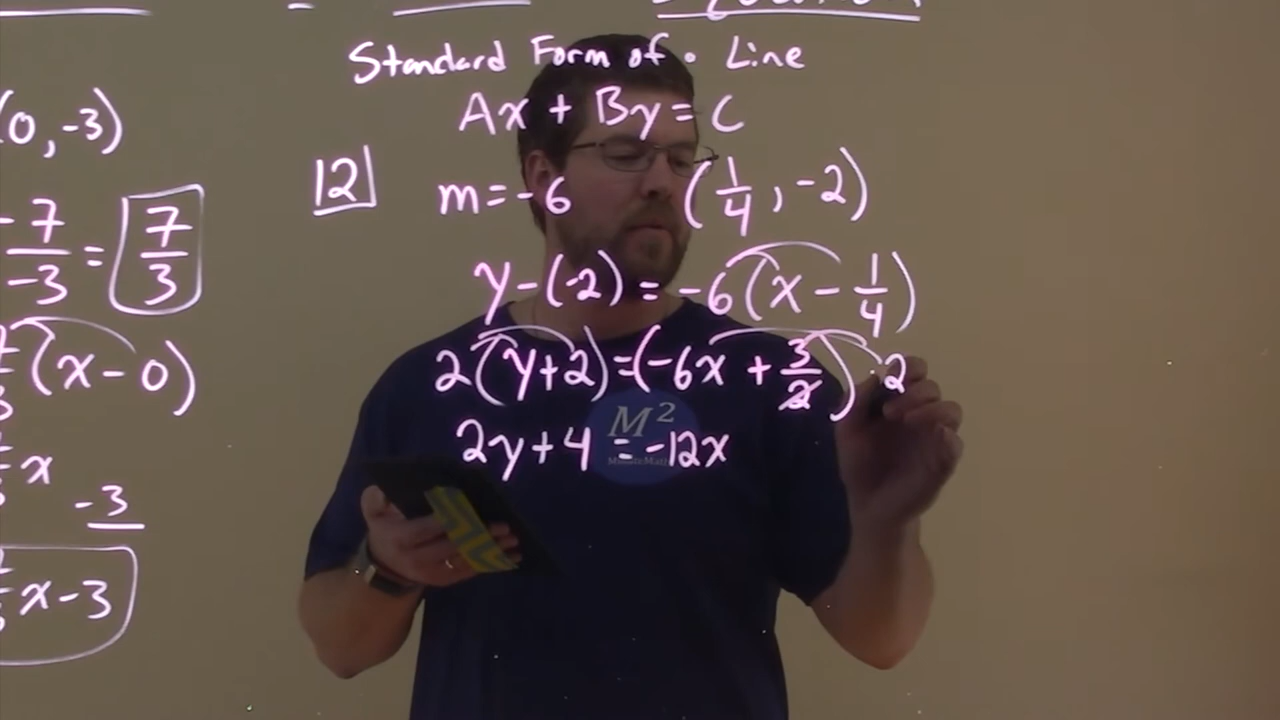 Standard Form of a Line
Ax + By = C
12 m=-6 (1/4, -2)
y-(-2) = -6(x - 1/4)
2(y+2)=(-6x + 3/2) 2
2y+4 = -12x
M²
MinuteMath
(0,-3)
-7/-3 = 7/3
(x-0)
x
-3
x-3